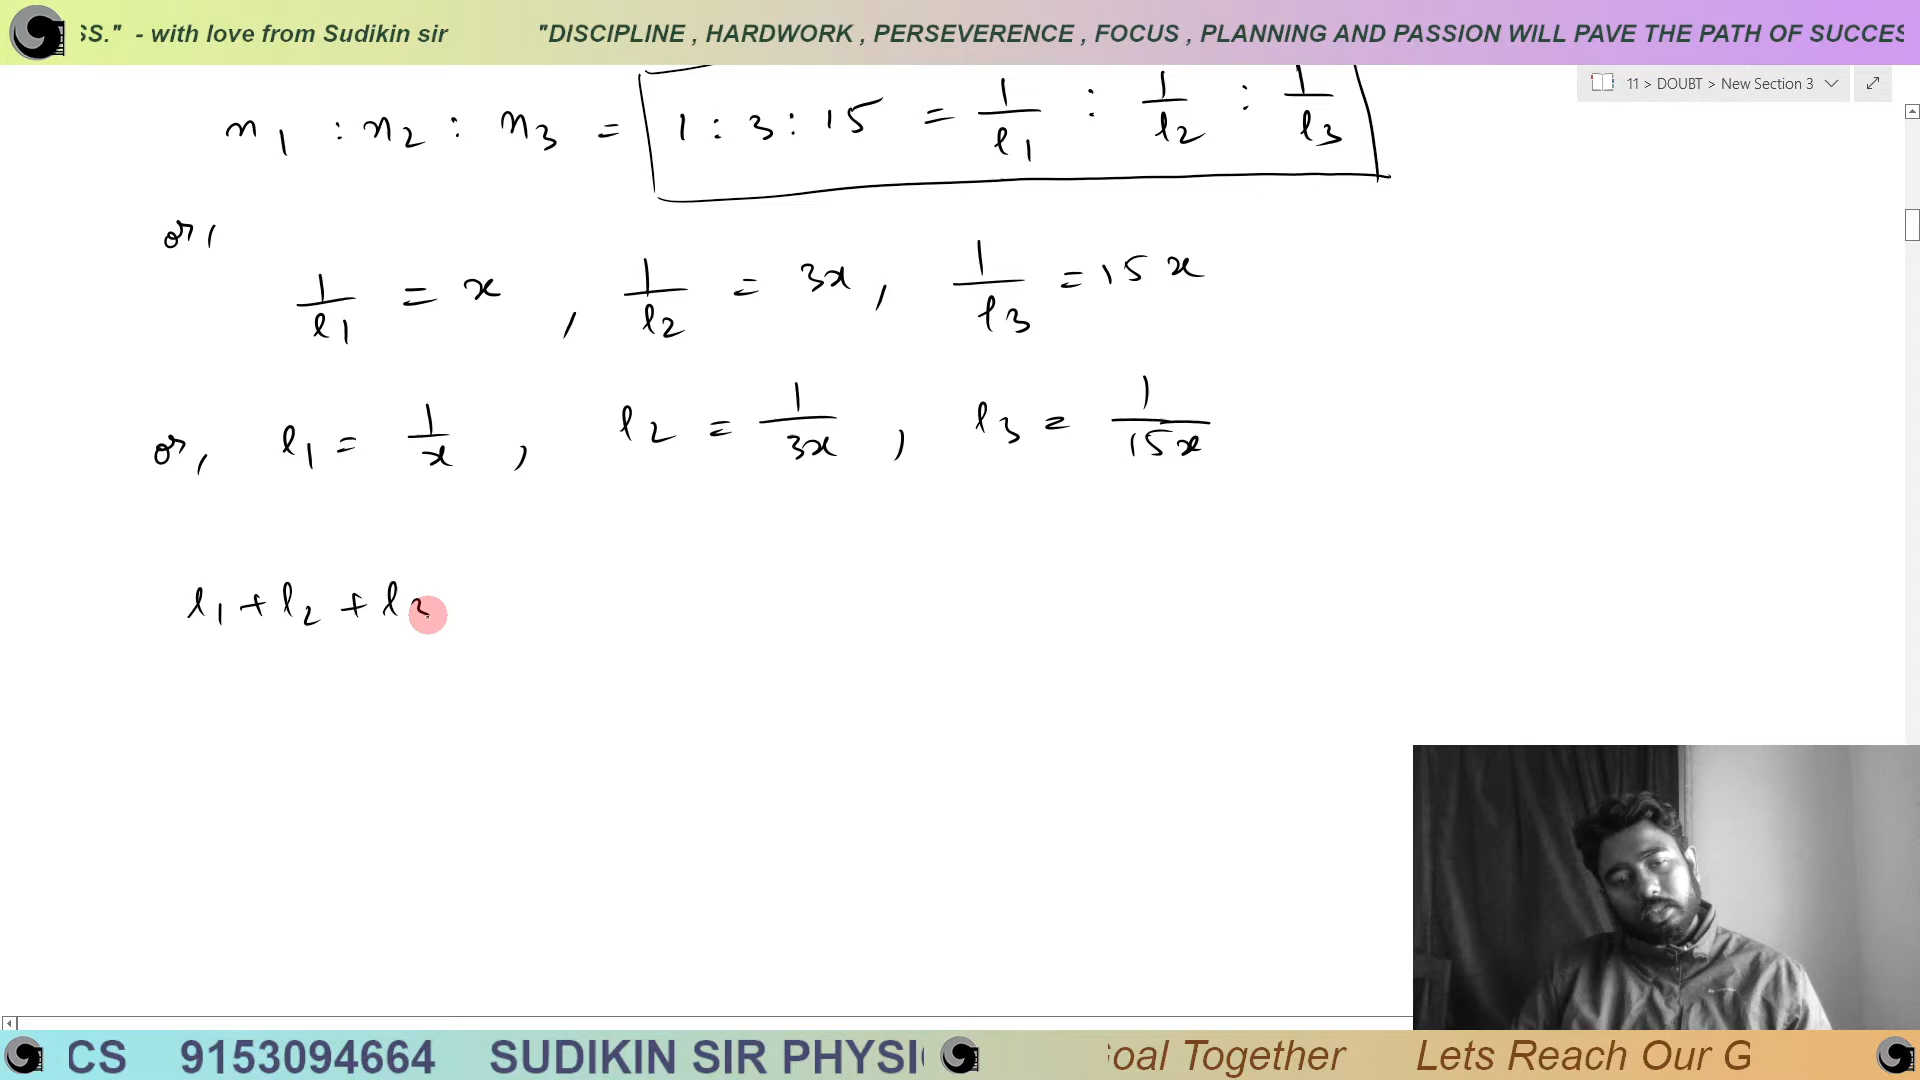 SS." - with love from Sudikin sir "DISCIPLINE , HARDWORK , PERSEVERENCE , FOCUS , PLANNING AND PASSION WILL PAVE THE PATH OF SUCCES
11 > DOUBT > New Section 3
n₁ : n₂ : n₃ = 1 : 3 : 15 = 1/l₁ : 1/l₂ : 1/l₃
or,
1/l₁ = x , 1/l₂ = 3x , 1/l₃ = 15x
or, l₁ = 1/x , l₂ = 1/3x , l₃ = 1/15x
l₁ + l₂ + l₃
CS 9153094664 SUDIKIN SIR PHYSI Goal Together Lets Reach Our G